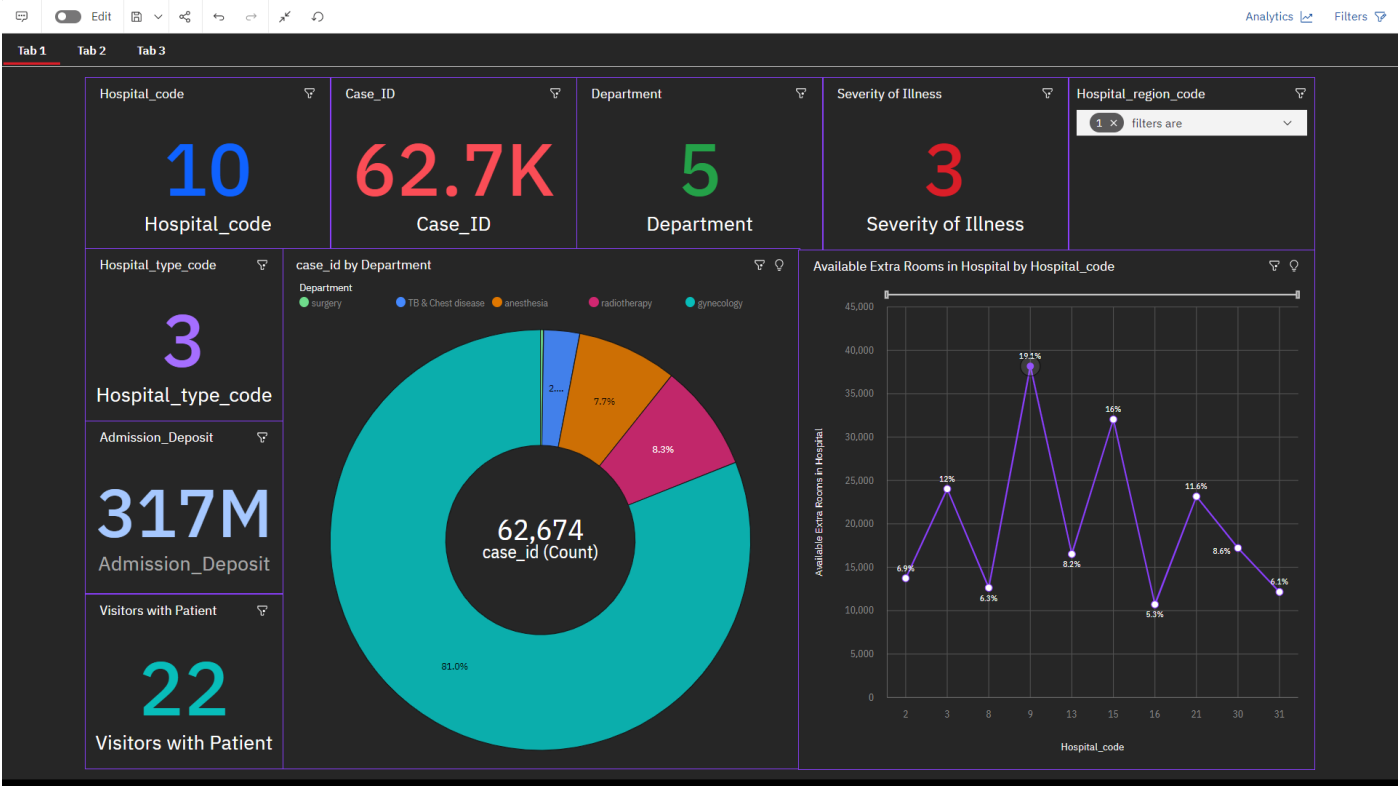 Edit
Analytics
Filters
Tab 1
Tab 2
Tab 3
Hospital_code
10
Hospital_code
Case_ID
62.7K
Case_ID
Department
5
Department
Severity of Illness
3
Severity of Illness
Hospital_region_code
1 × filters are
Hospital_type_code
3
Hospital_type_code
Admission_Deposit
317M
Admission_Deposit
Visitors with Patient
22
Visitors with Patient
case_id by Department
Department
surgery
TB & Chest disease
anesthesia
radiotherapy
gynecology
2....
7.7%
8.3%
81.0%
62,674
case_id (Count)
Available Extra Rooms in Hospital by Hospital_code
Available Extra Rooms in Hospital
45,000
40,000
35,000
30,000
25,000
20,000
15,000
10,000
5,000
0
6.9%
12%
6.3%
19.1%
8.2%
16%
5.3%
11.6%
8.6%
6.1%
2
3
8
9
13
15
16
21
30
31
Hospital_code